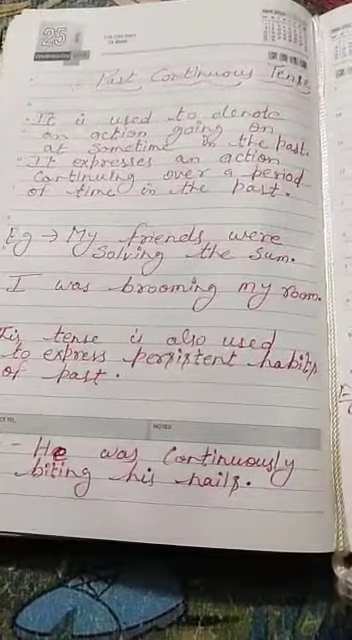 25
Past Continuous Tense
· It is used to denote
an action going on
at sometime in the past.
· It expresses an action
continuing over a period
of time in the past.
Eg → My friends were
solving the sum.
I was brooming my room.
tense is also used
to express persistent habits
of past.
NOTES
- He was continuously
biting his nails.